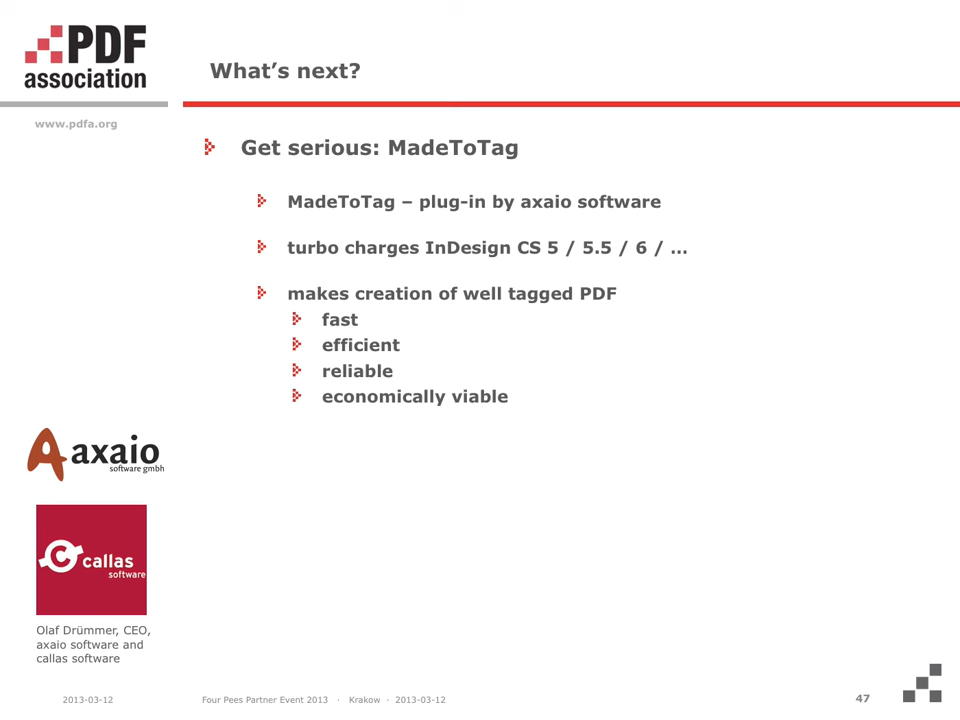 PDF
association
What’s next?
www.pdfa.org
Get serious: MadeToTag
MadeToTag – plug-in by axaio software
turbo charges InDesign CS 5 / 5.5 / 6 / …
makes creation of well tagged PDF
fast
efficient
reliable
economically viable
axaio
software gmbh
callas
software
Olaf Drümmer, CEO,
axaio software and
callas software
2013-03-12
Four Pees Partner Event 2013 · Krakow · 2013-03-12
47